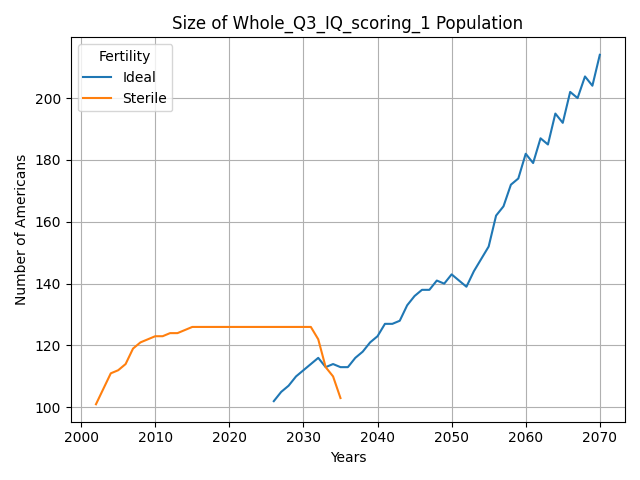 Size of Whole_Q3_IQ_scoring_1 Population
Fertility
Ideal
Sterile
Number of Americans
200
180
160
140
120
100
2000 2010 2020 2030 2040 2050 2060 2070
Years